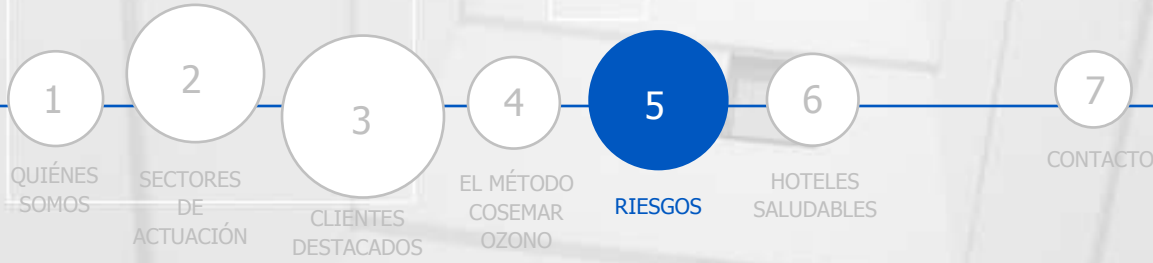 1
QUIÉNES
SOMOS
2
SECTORES
DE
ACTUACIÓN
3
CLIENTES
DESTACADOS
4
EL MÉTODO
COSEMAR
OZONO
5
RIESGOS
6
HOTELES
SALUDABLES
7
CONTACTO